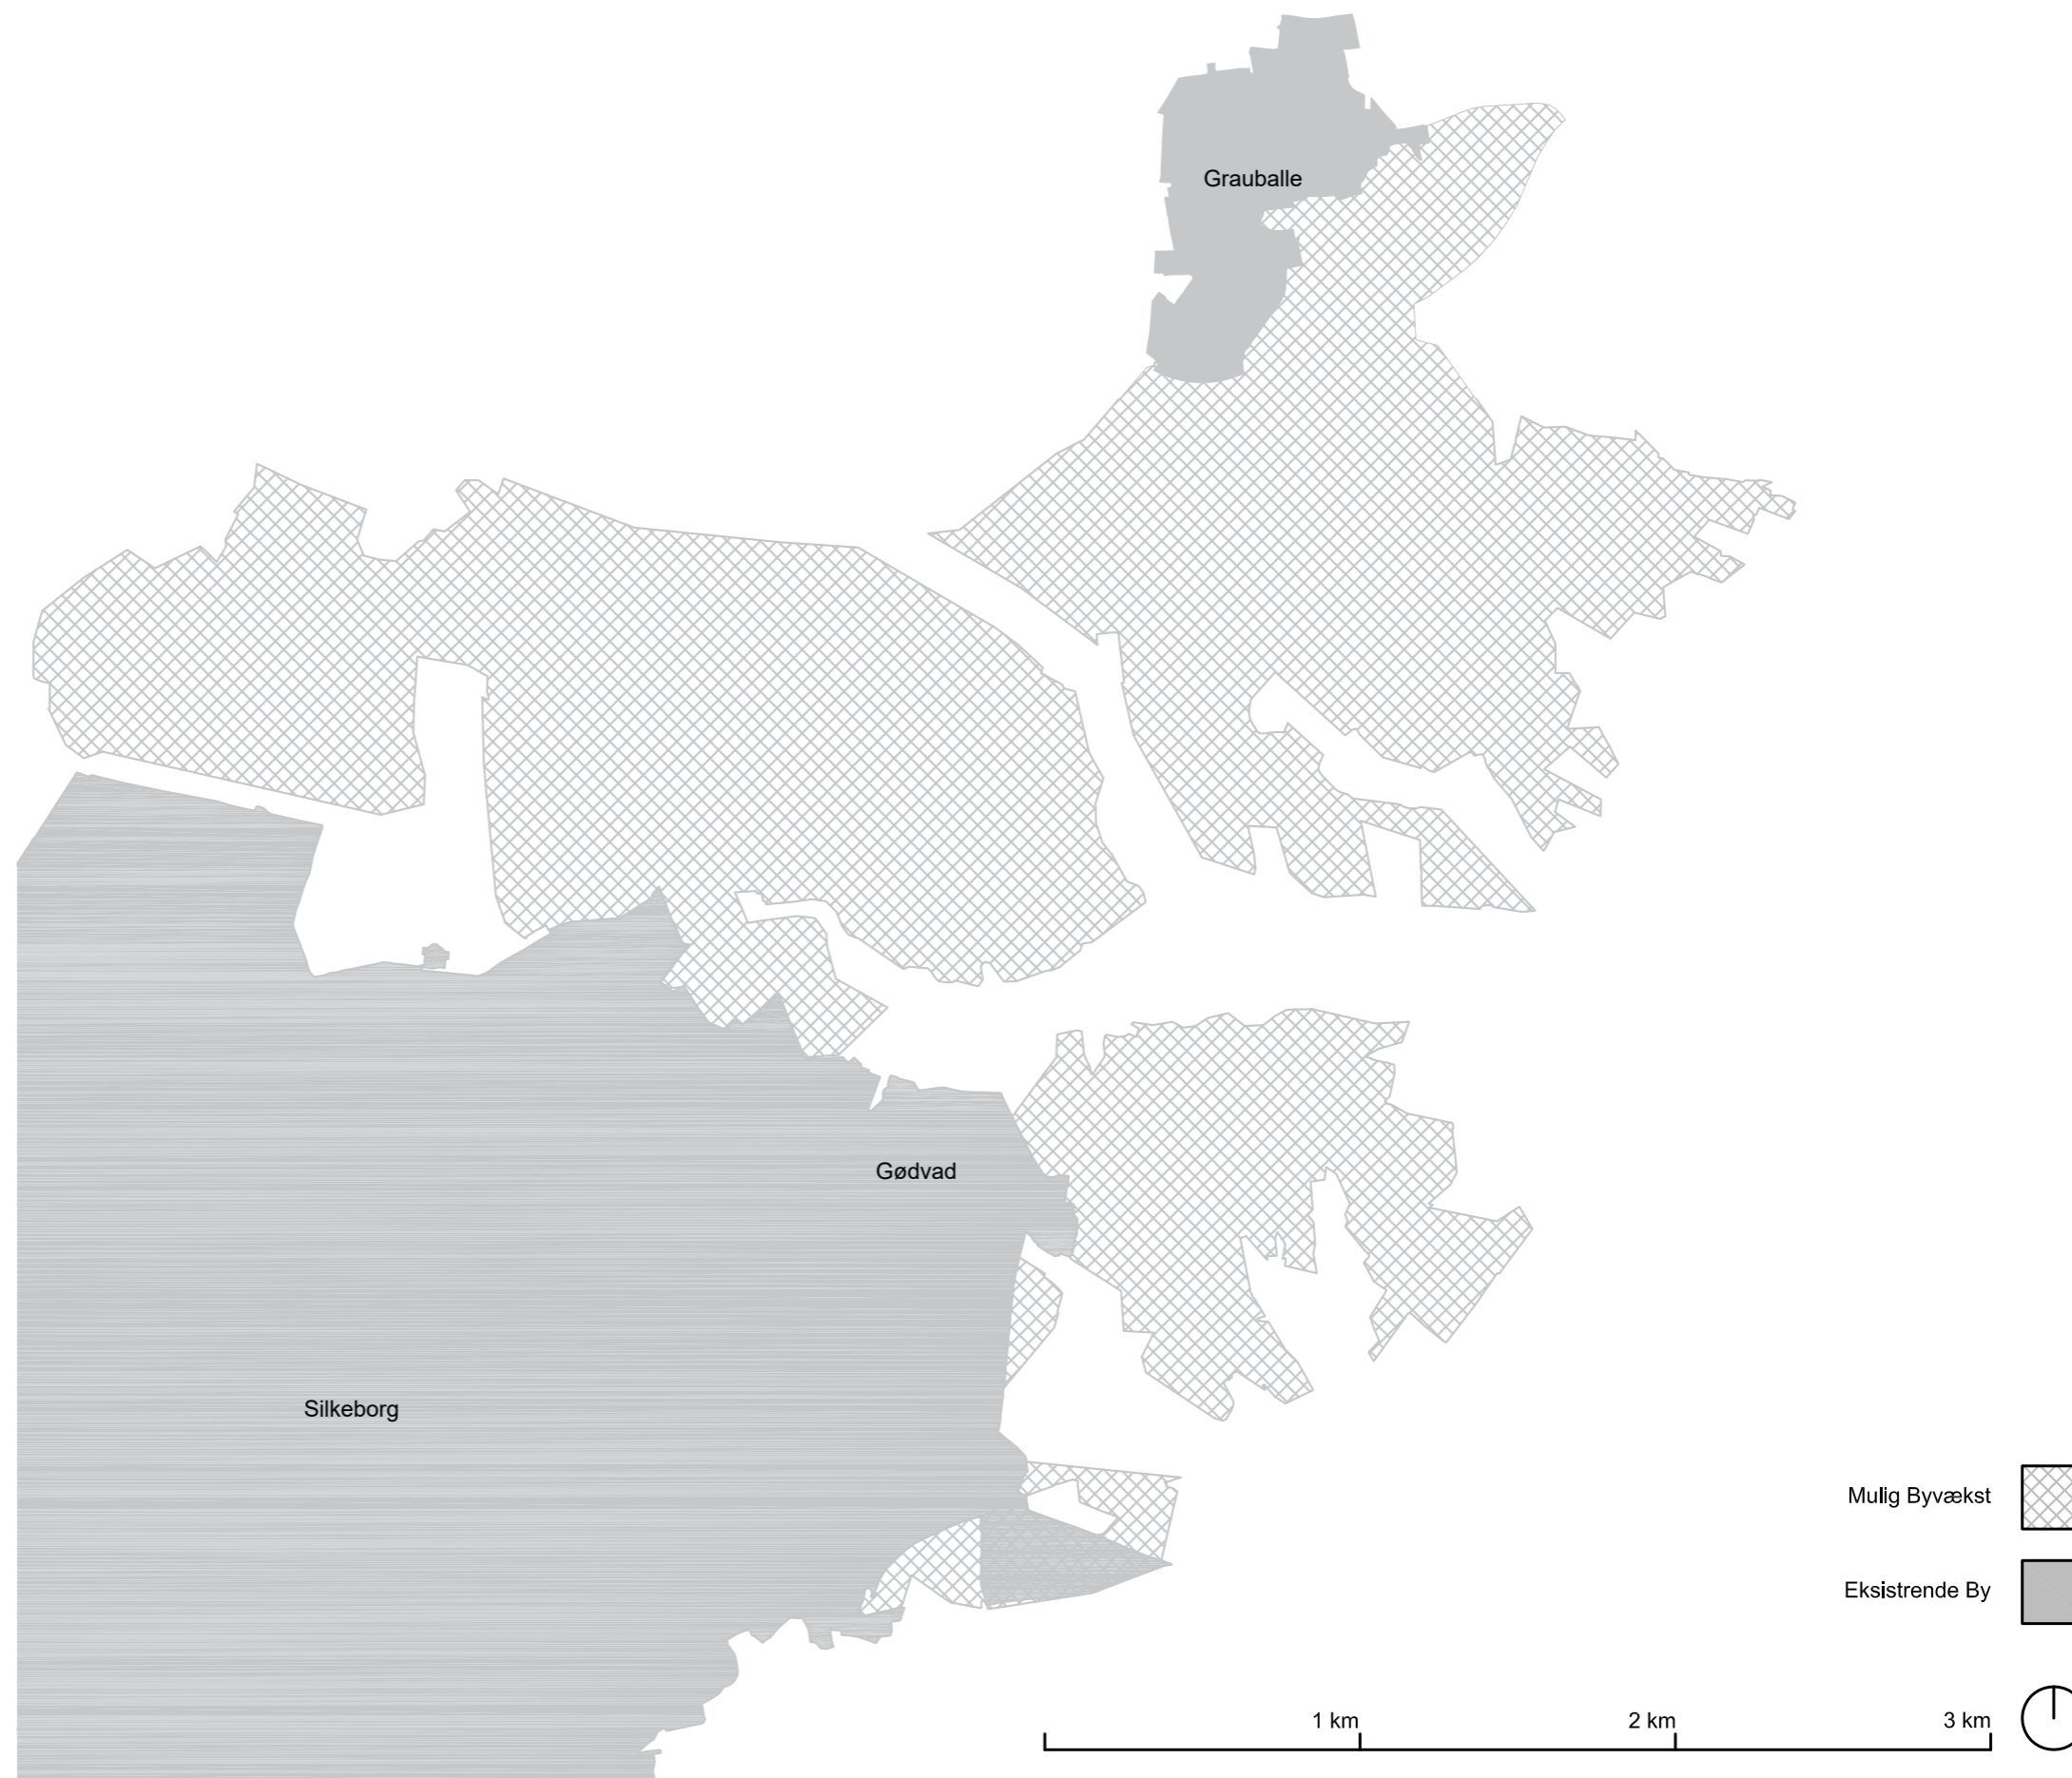 Grauballe
Gødvad
Silkeborg
Mulig Byvækst
Eksistrende By
1 km 2 km 3 km